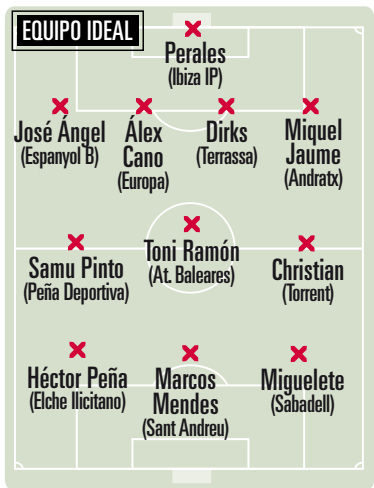 EQUIPO IDEAL
Perales
(Ibiza IP)
José Ángel
(Espanyol B)
Álex
Cano
(Europa)
Dirks
(Terrassa)
Miquel
Jaume
(Andratx)
Samu Pinto
(Peña Deportiva)
Toni Ramón
(At. Baleares)
Christian
(Torrent)
Héctor Peña
(Elche Ilicitano)
Marcos
Mendes
(Sant Andreu)
Miguelete
(Sabadell)